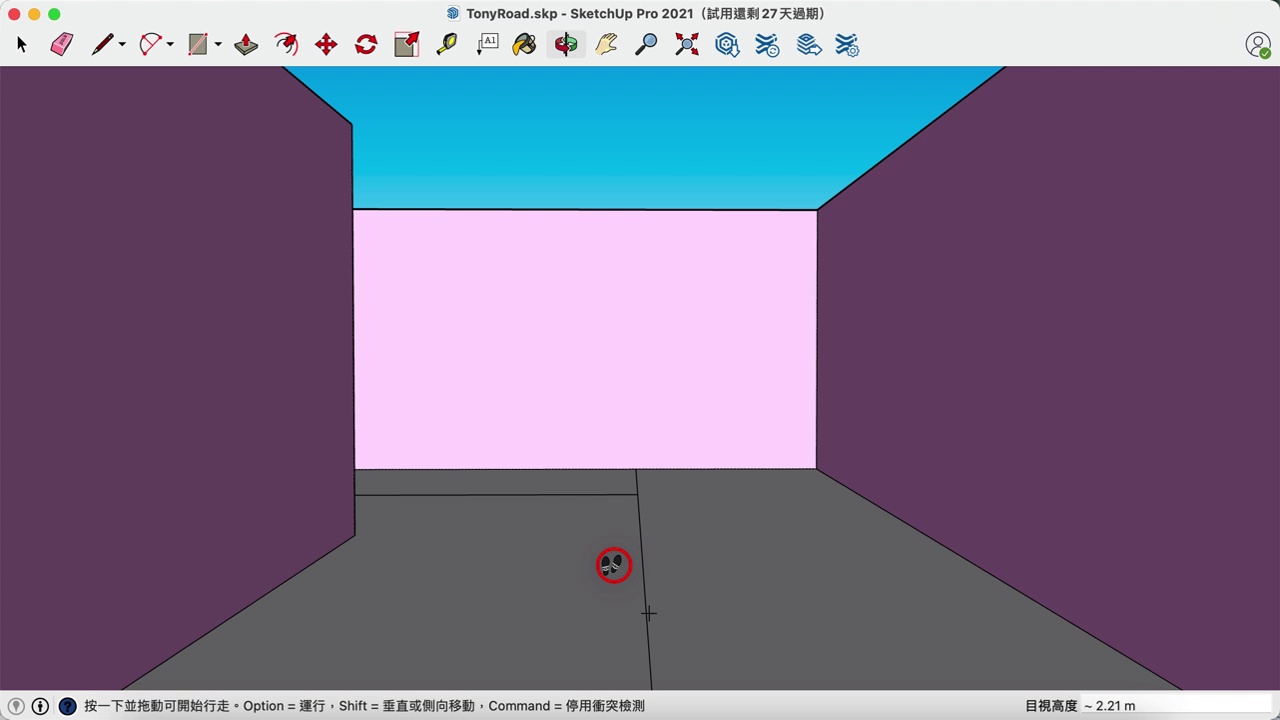 TonyRoad.skp - SketchUp Pro 2021（試用還剩 27 天過期）
A1
按一下並拖動可開始行走。Option = 運行，Shift = 垂直或側向移動，Command = 停用衝突檢測
目視高度 ~ 2.21 m